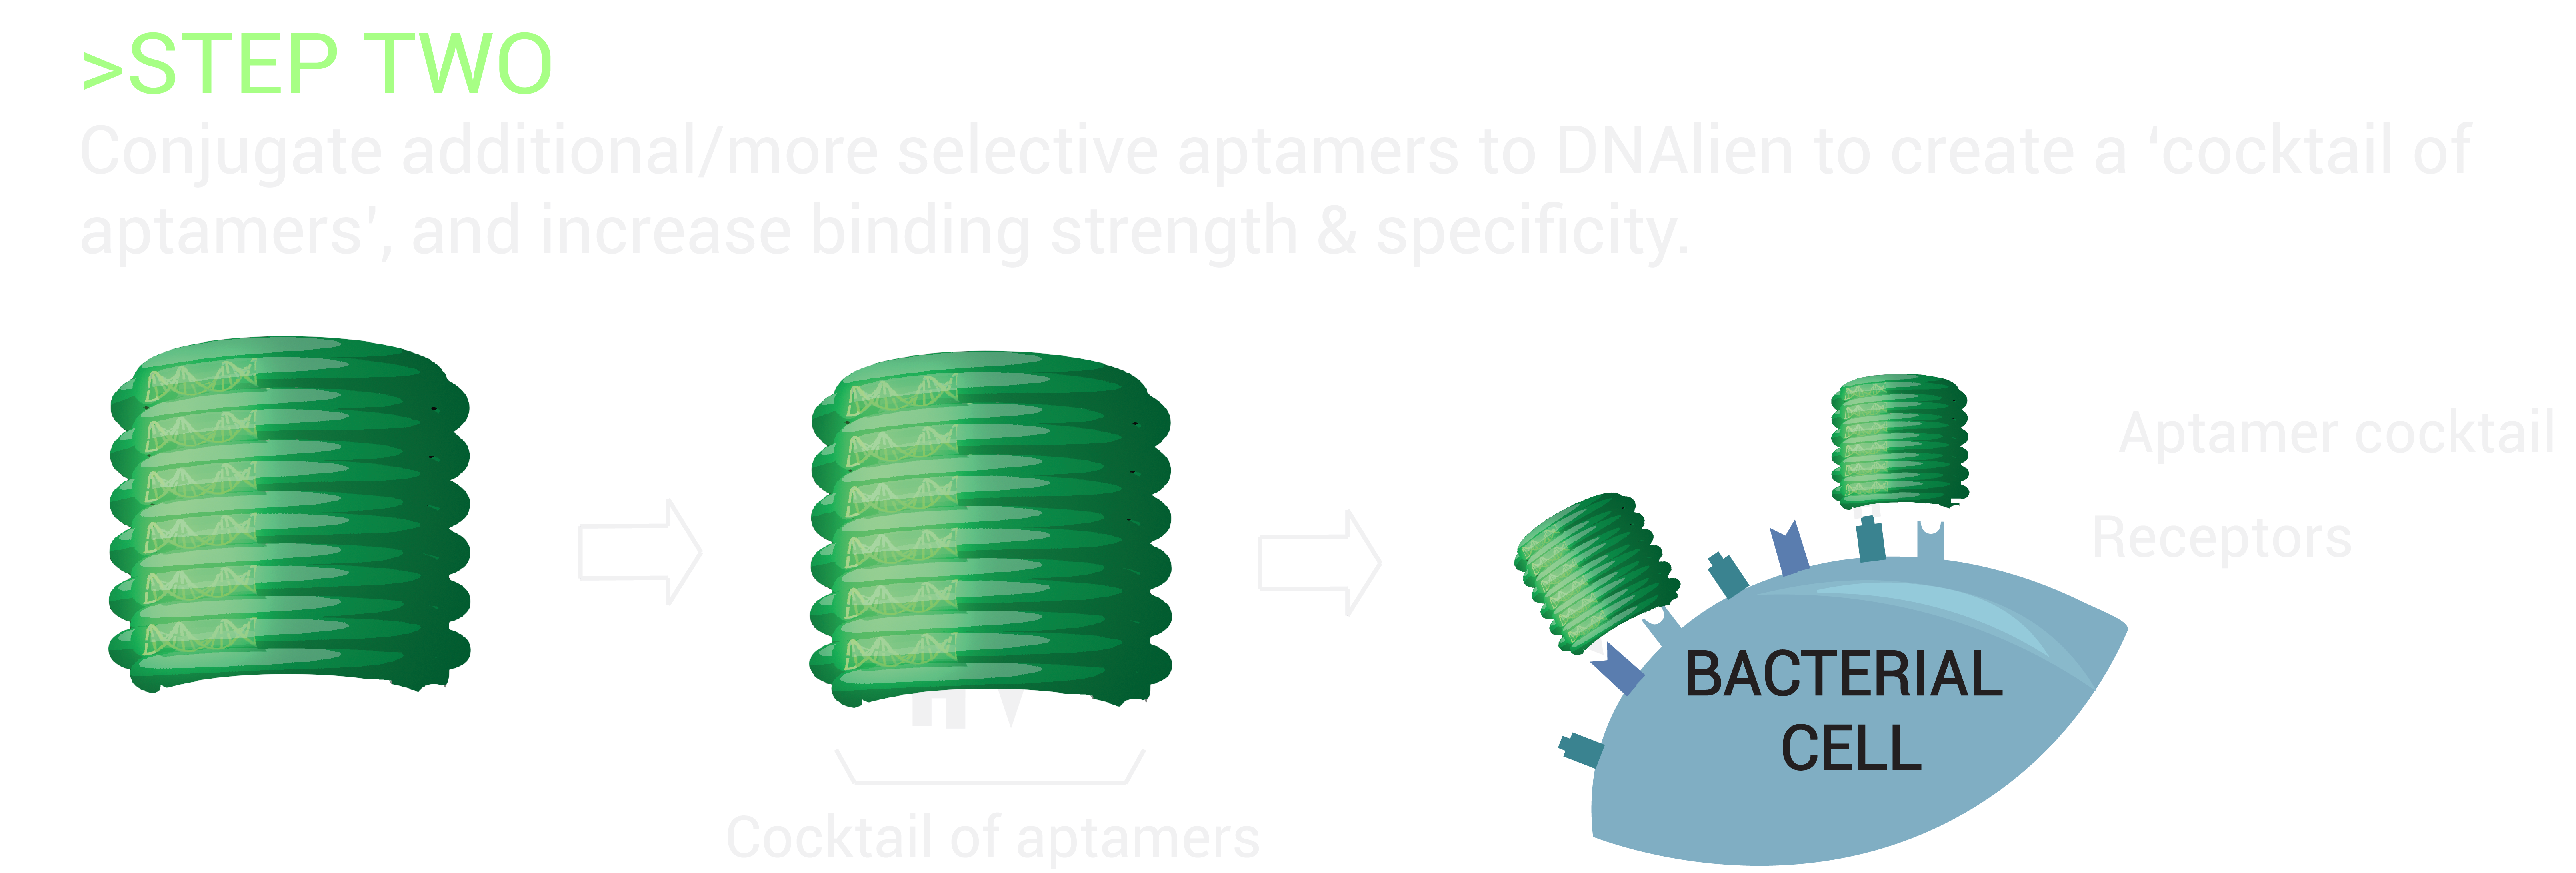 >STEP TWO
Conjugate additional/more selective aptamers to DNAlien to create a ‘cocktail of
aptamers', and increase binding strength & specificity.
Aptamer cocktail
Receptors
BACTERIAL
CELL
Cocktail of aptamers